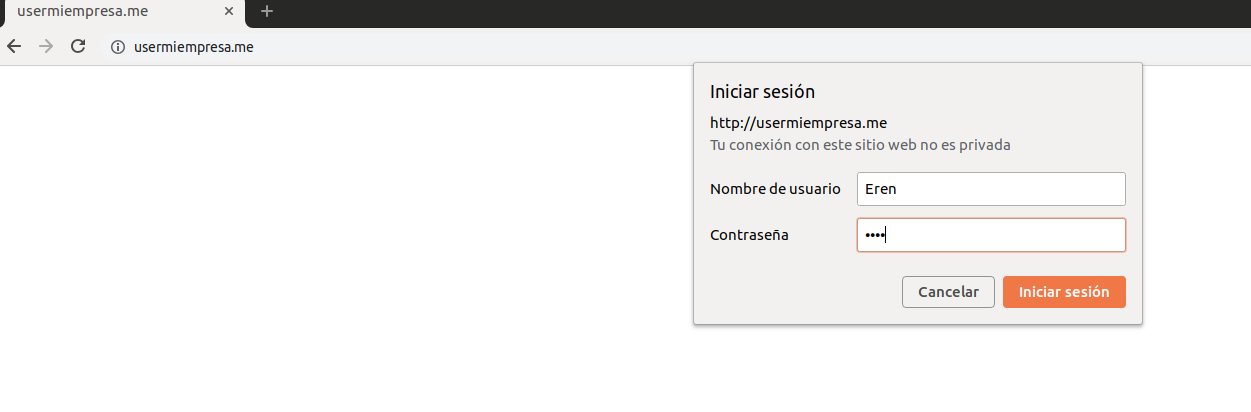 usermiempresa.me
usermiempresa.me
Iniciar sesión
http://usermiempresa.me
Tu conexión con este sitio web no es privada
Nombre de usuario Eren
Contraseña ••••
Cancelar Iniciar sesión